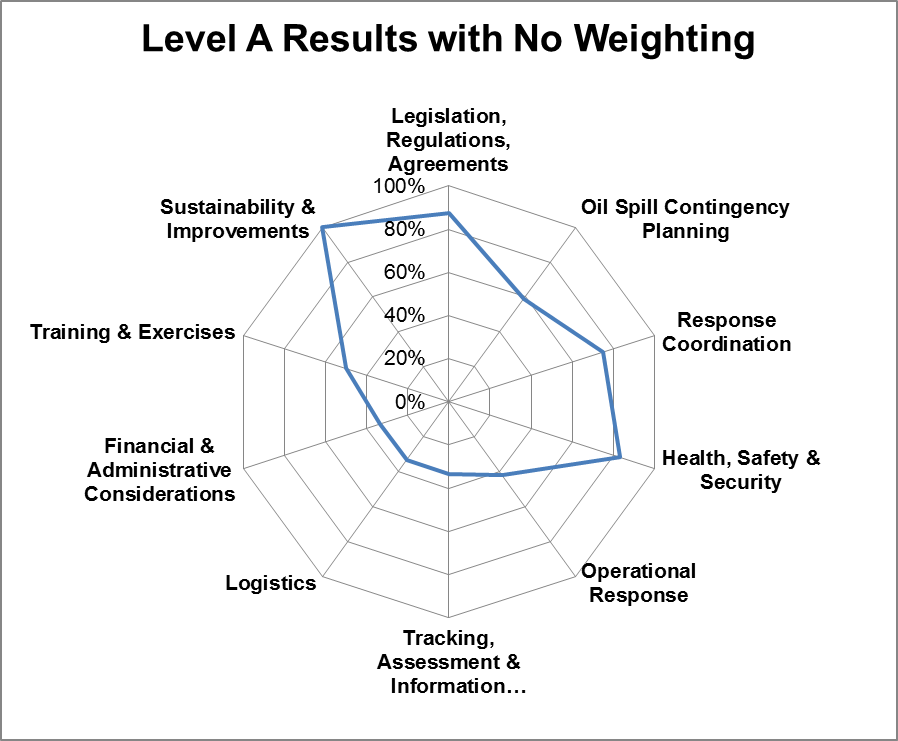 Level A Results with No Weighting
Legislation,
Regulations,
Agreements
100%
80%
60%
40%
20%
0%
Oil Spill Contingency
Planning
Response
Coordination
Health, Safety &
Security
Operational
Response
Tracking,
Assessment &
Information…
Logistics
Financial &
Administrative
Considerations
Training & Exercises
Sustainability &
Improvements